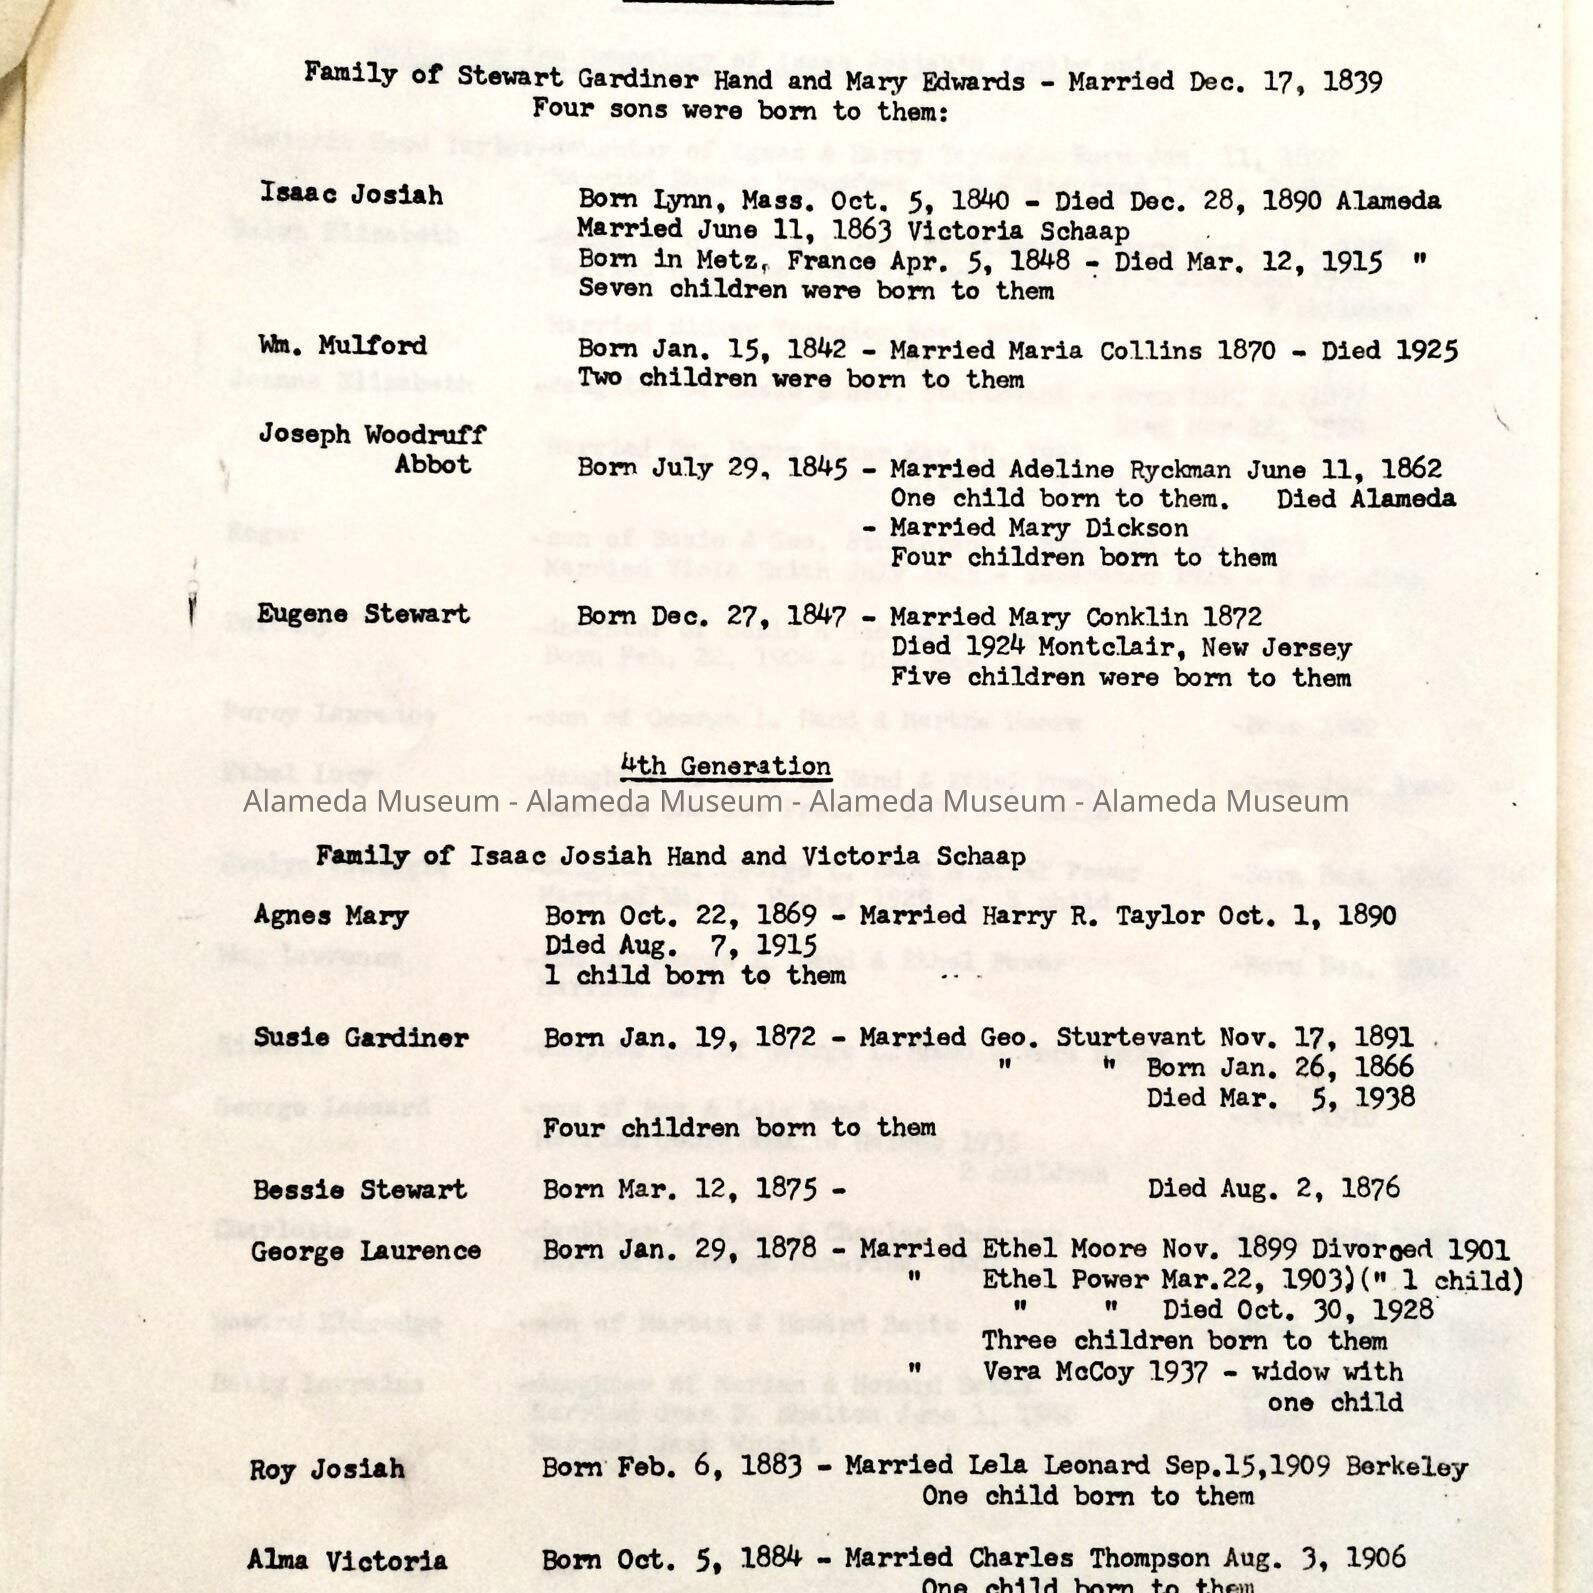 Family of Stewart Gardiner Hand and Mary Edwards - Married Dec. 17, 1839
Four sons were born to them:
Isaac Josiah Born Lynn, Mass. Oct. 5, 1840 - Died Dec. 28, 1890 Alameda
Married June 11, 1863 Victoria Schaap
Born in Metz, France Apr. 5, 1848 - Died Mar. 12, 1915 "
Seven children were born to them
Wm. Mulford Born Jan. 15, 1842 - Married Maria Collins 1870 - Died 1925
Two children were born to them
Joseph Woodruff
Abbot Born July 29, 1845 - Married Adeline Ryckman June 11, 1862
One child born to them. Died Alameda
- Married Mary Dickson
Four children born to them
Eugene Stewart Born Dec. 27, 1847 - Married Mary Conklin 1872
Died 1924 Montclair, New Jersey
Five children were born to them
4th Generation
Alameda Museum - Alameda Museum - Alameda Museum - Alameda Museum
Family of Isaac Josiah Hand and Victoria Schaap
Agnes Mary Born Oct. 22, 1869 - Married Harry R. Taylor Oct. 1, 1890
Died Aug. 7, 1915
1 child born to them
Susie Gardiner Born Jan. 19, 1872 - Married Geo. Sturtevant Nov. 17, 1891
" " Born Jan. 26, 1866
Died Mar. 5, 1938
Four children born to them
Bessie Stewart Born Mar. 12, 1875 - Died Aug. 2, 1876
George Laurence Born Jan. 29, 1878 - Married Ethel Moore Nov. 1899 Divorced 1901
" Ethel Power Mar.22, 1903)(" 1 child)
" " Died Oct. 30, 1928
Three children born to them
" Vera McCoy 1937 - widow with
one child
Roy Josiah Born Feb. 6, 1883 - Married Lela Leonard Sep.15,1909 Berkeley
One child born to them
Alma Victoria Born Oct. 5, 1884 - Married Charles Thompson Aug. 3, 1906
One child born to them